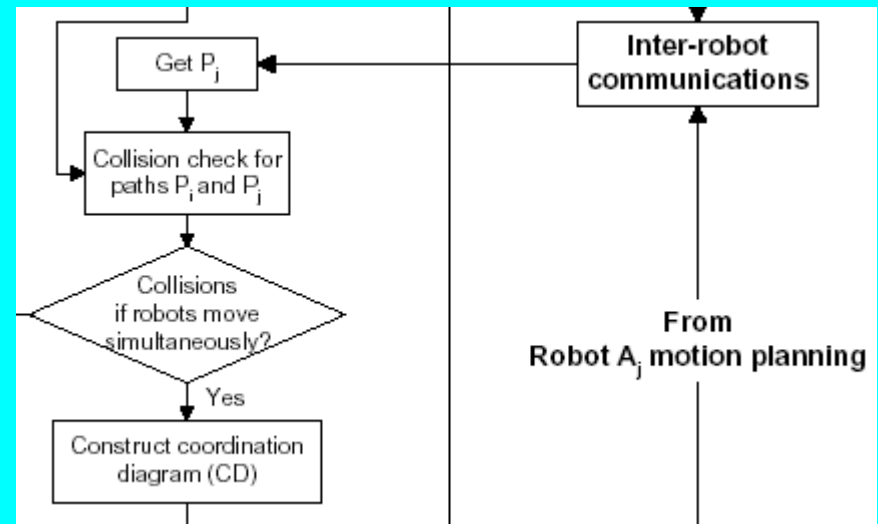 Get Pj
Inter-robot
communications
Collision check for
paths Pi and Pj
Collisions
if robots move
simultaneously?
From
Robot Aj motion planning
Yes
Construct coordination
diagram (CD)